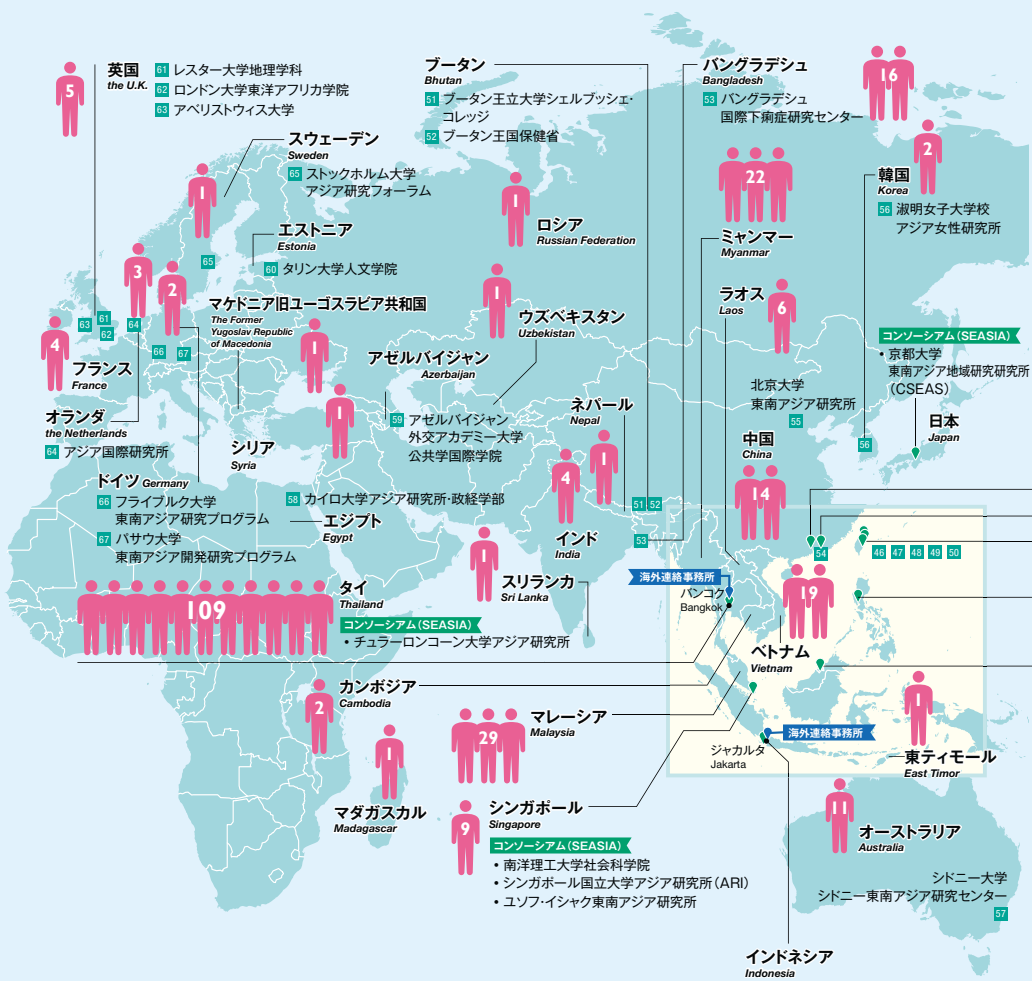 5
英国
the U.K.
61 レスター大学地理学科
62 ロンドン大学東洋アフリカ学院
63 アベリストウィス大学
ブータン
Bhutan
51 ブータン王立大学シェルブッシェ・
コレッジ
52 ブータン王国保健省
バングラデシュ
Bangladesh
53 バングラデシュ
国際下痢症研究センター
16
スウェーデン
Sweden
65 ストックホルム大学
アジア研究フォーラム
1
1
ロシア
Russian Federation
22
ミャンマー
Myanmar
2
韓国
Korea
56 淑明女子大学校
アジア女性研究所
エストニア
Estonia
60 タリン大学人文学院
65
3
2
マケドニア旧ユーゴスラビア共和国
The Former
Yugoslav Republic
of Macedonia
1
1
ウズベキスタン
Uzbekistan
ラオス
Laos
6
63
61
62
64
66
67
4
フランス
France
アゼルバイジャン
Azerbaijan
59 アゼルバイジャン
外交アカデミー大学
公共学国際学院
1
コンソーシアム(SEASIA)
• 京都大学
東南アジア地域研究研究所
(CSEAS)
日本
Japan
北京大学
東南アジア研究所
55
56
オランダ
the Netherlands
64 アジア国際研究所
シリア
Syria
ネパール
Nepal
1
中国
China
14
ドイツ Germany
66 フライブルク大学
東南アジア研究プログラム
67 パサウ大学
東南アジア開発研究プログラム
58 カイロ大学アジア研究所・政経学部
エジプト
Egypt
4
インド
India
51 52
53
54
46 47 48 49 50
1
スリランカ
Sri Lanka
109
タイ
Thailand
コンソーシアム(SEASIA)
• チュラーロンコーン大学アジア研究所
海外連絡事務所
バンコク
Bangkok
19
ベトナム
Vietnam
2
カンボジア
Cambodia
29
マレーシア
Malaysia
1
東ティモール
East Timor
海外連絡事務所
ジャカルタ
Jakarta
1
マダガスカル
Madagascar
9
シンガポール
Singapore
コンソーシアム(SEASIA)
• 南洋理工大学社会科学院
• シンガポール国立大学アジア研究所(ARI)
• ユソフ・イシャク東南アジア研究所
11
オーストラリア
Australia
シドニー大学
シドニー東南アジア研究センター
57
インドネシア
Indonesia